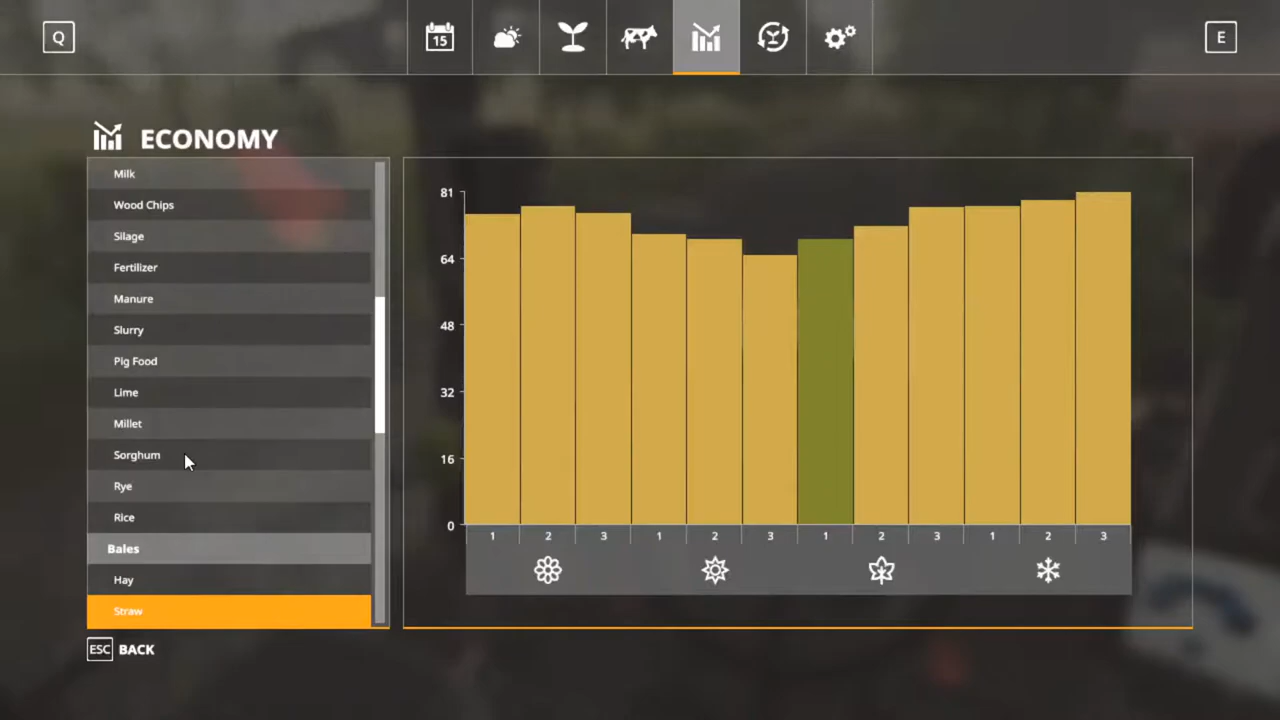 Q
15
E
ECONOMY
Milk
Wood Chips
Silage
Fertilizer
Manure
Slurry
Pig Food
Lime
Millet
Sorghum
Rye
Rice
Bales
Hay
Straw
81
64
48
32
16
0
1 2 3 1 2 3 1 2 3 1 2 3
ESC BACK